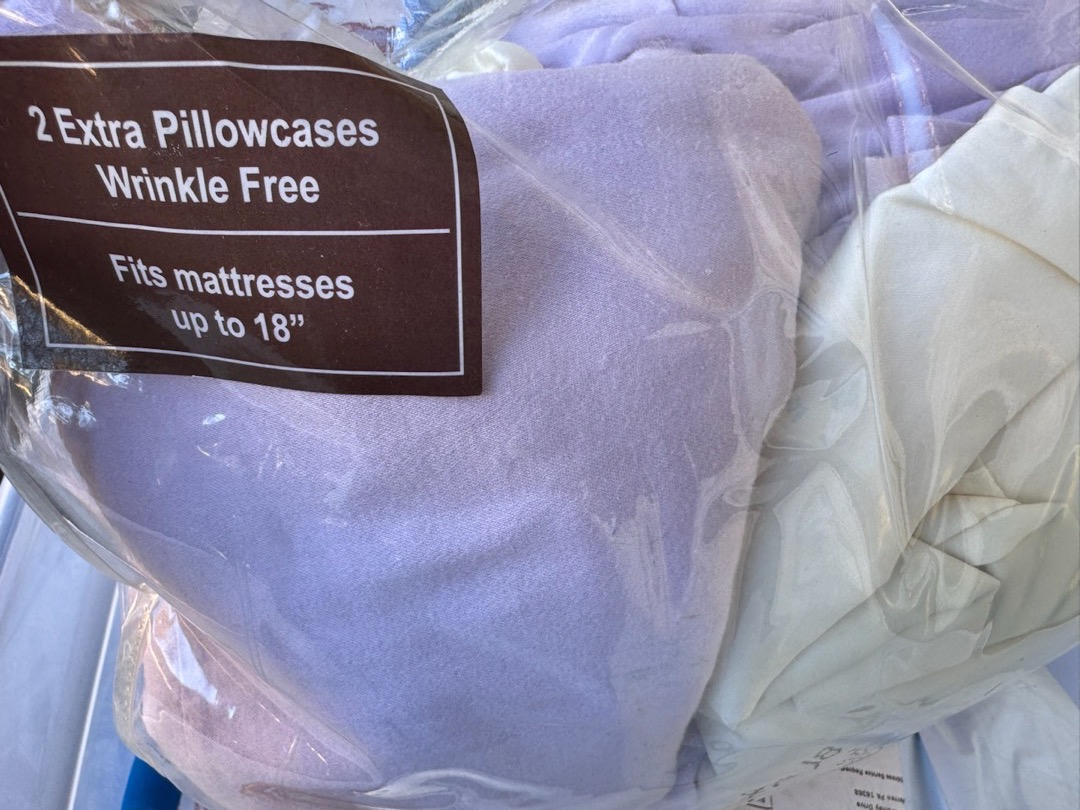 2 Extra Pillowcases
Wrinkle Free
Fits mattresses
up to 18”